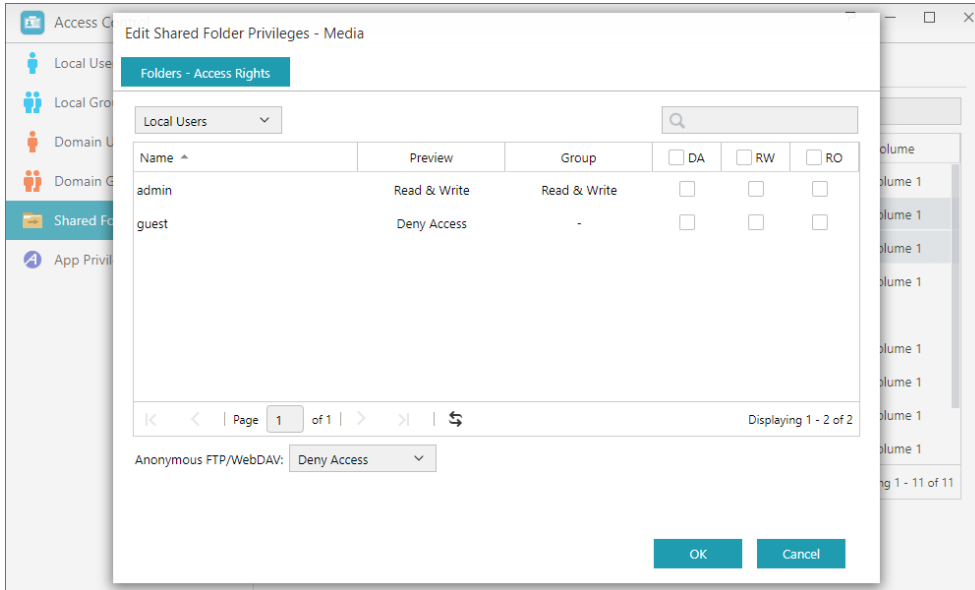 Access C
Edit Shared Folder Privileges - Media
Local Use
Folders - Access Rights
Local Gro
Local Users
Domain U
Name Preview Group DA RW RO
olume
Domain G
admin Read & Write Read & Write
olume 1
Shared Fo
guest Deny Access -
olume 1
olume 1
App Privil
olume 1
olume 1
olume 1
Page 1 of 1 Displaying 1 - 2 of 2
olume 1
olume 1
Anonymous FTP/WebDAV: Deny Access
ng 1 - 11 of 11
OK Cancel